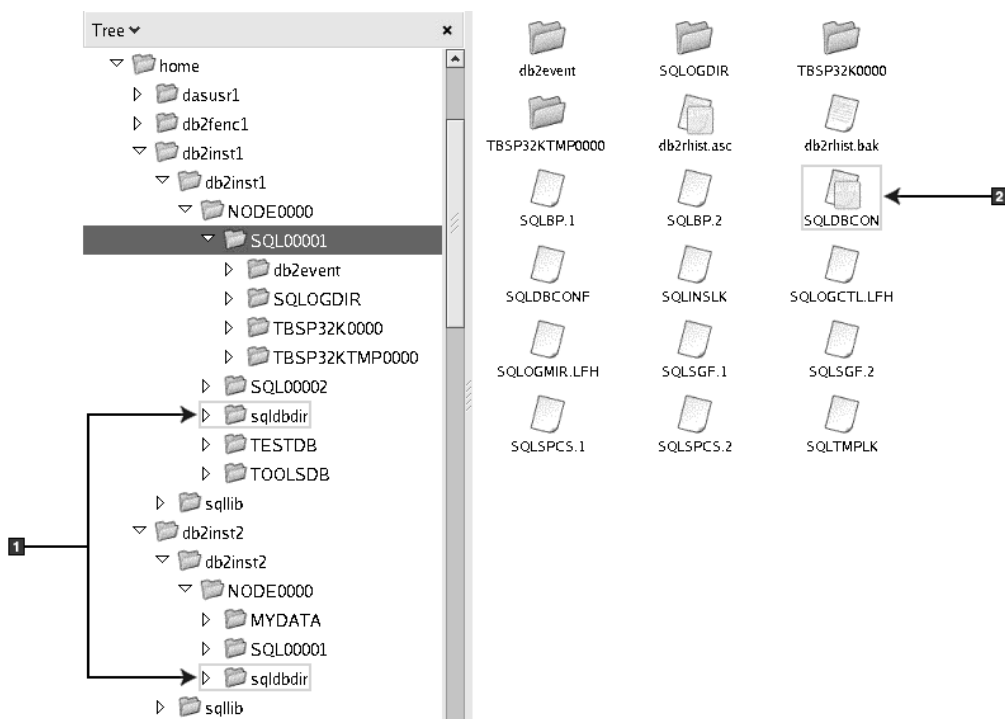 Tree
home
dasusr1
db2fenc1
db2inst1
db2inst1
NODE0000
SQL00001
db2event
SQLOGDIR
TBSP32K0000
TBSP32KTMP0000
SQL00002
sqldbdir
TESTDB
TOOLSDB
sqllib
db2inst2
db2inst2
NODE0000
MYDATA
SQL00001
sqldbdir
sqllib
1
db2event SQLOGDIR TBSP32K0000
TBSP32KTMP0000 db2rhist.asc db2rhist.bak
SQLBP.1 SQLBP.2 SQLDBCON
2
SQLDBCONF SQLINSLK SQLOGCTL.LFH
SQLOGMIR.LFH SQLSGF.1 SQLSGF.2
SQLSPCS.1 SQLSPCS.2 SQLTMPLK